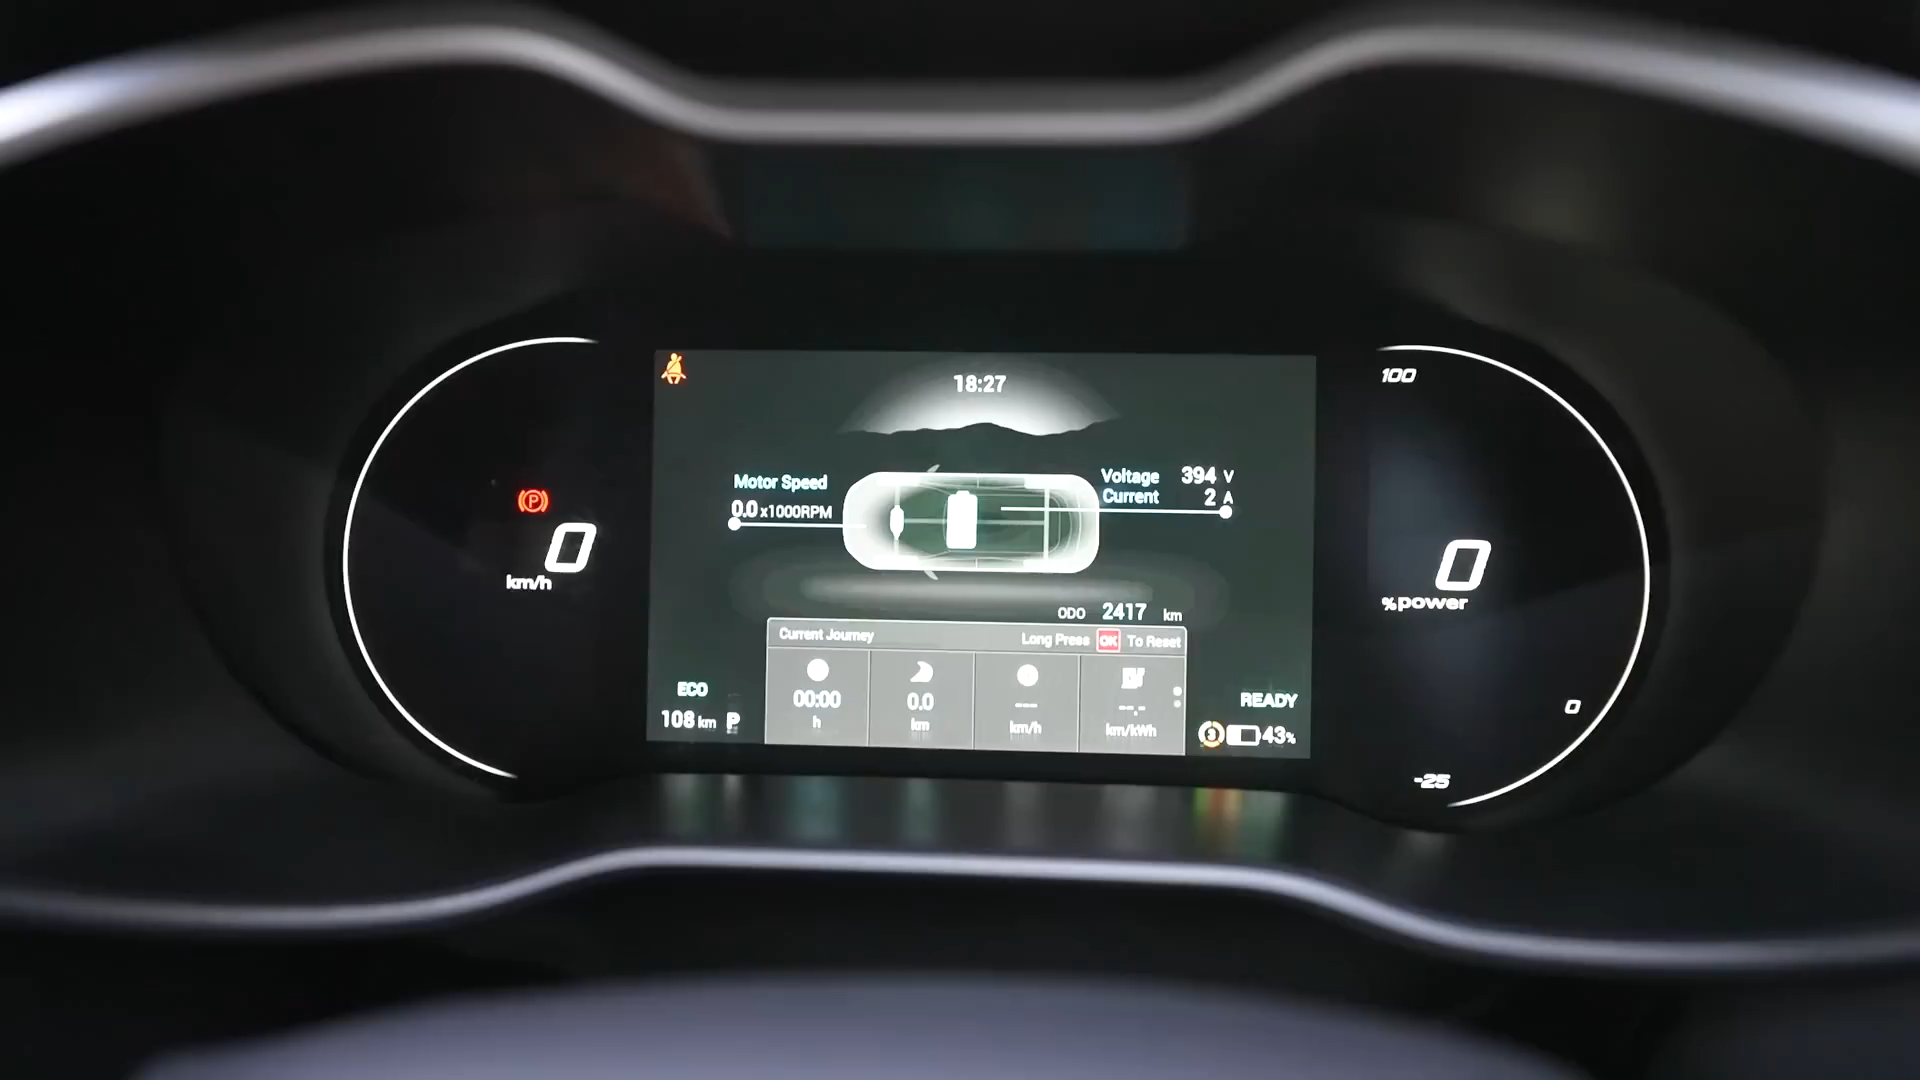 18:27
Motor Speed
0.0 x1000RPM
Voltage 394 V
Current 2 A
P
0
km/h
100
0
%power
0
-25
ODO 2417 km
Current Journey Long Press OK To Reset
00:00 0.0 --- --.-
h km km/h km/kWh
ECO
108 km P
READY
3 43%